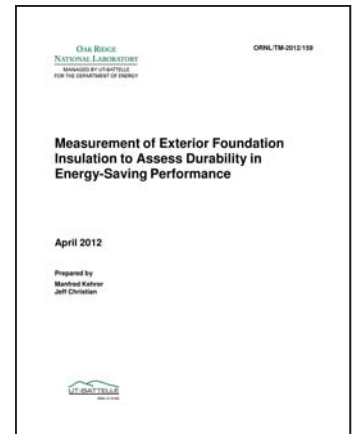 OAK RIDGE
NATIONAL LABORATORY
MANAGED BY UT-BATTELLE
FOR THE DEPARTMENT OF ENERGY
ORNL/TM-2012/159
Measurement of Exterior Foundation
Insulation to Assess Durability in
Energy-Saving Performance
April 2012
Prepared by
Manfred Kehrer
Jeff Christian
UT-BATTELLE